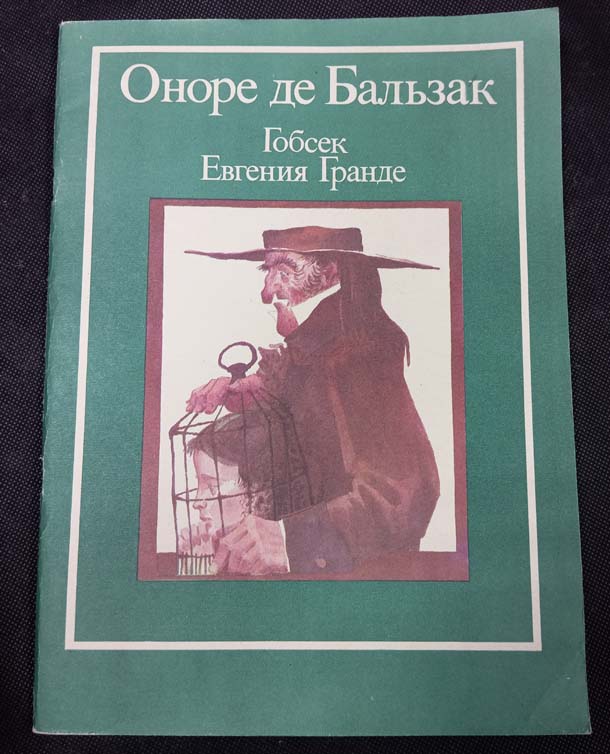 Оноре де Бальзак
Гобсек
Евгения Гранде